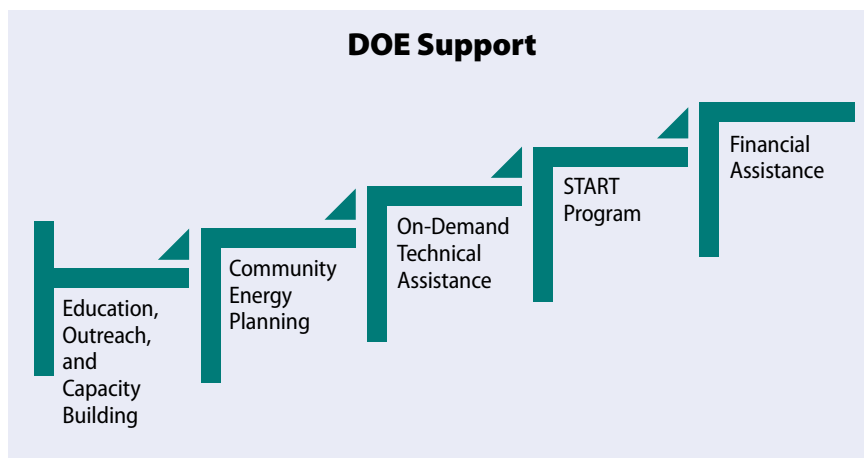 DOE Support
Education,
Outreach,
and
Capacity
Building
Community
Energy
Planning
On-Demand
Technical
Assistance
START
Program
Financial
Assistance